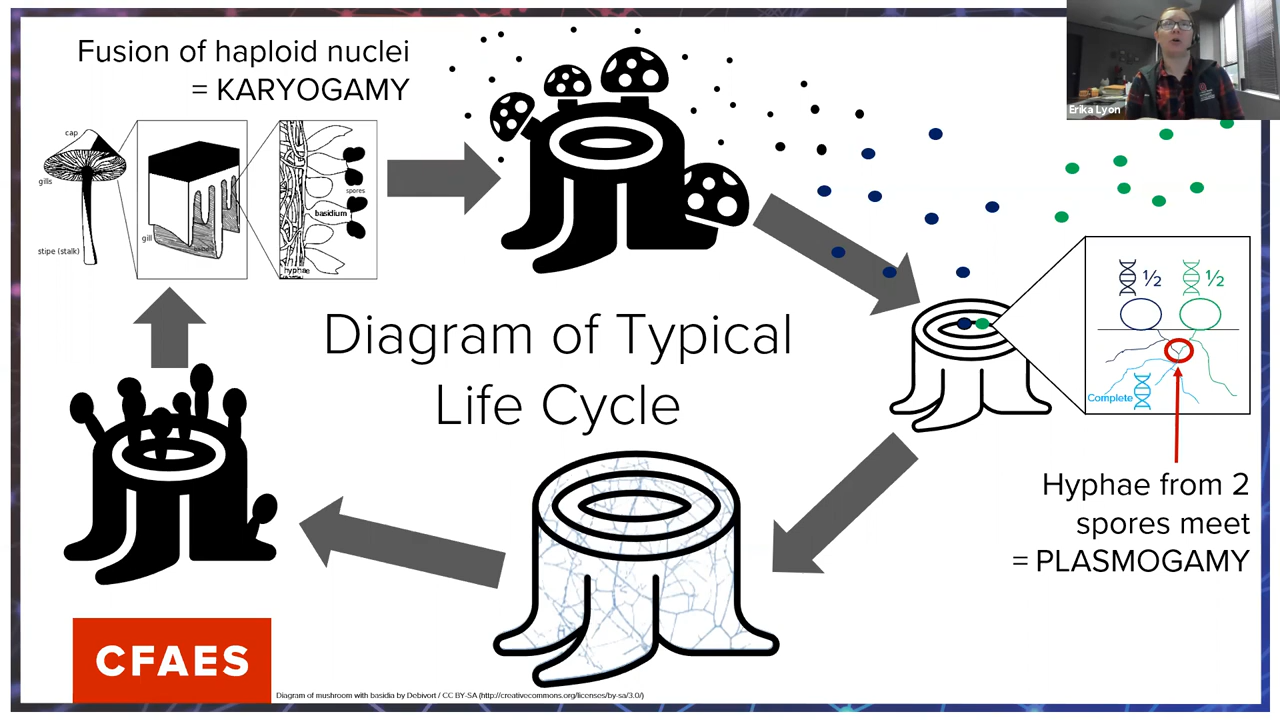 Fusion of haploid nuclei
= KARYOGAMY
Erika Lyon
cap
gills
stipe (stalk)
gill
spores
basidium
hyphae
½ ½
Complete
Diagram of Typical
Life Cycle
Hyphae from 2
spores meet
= PLASMOGAMY
CFAES
Diagram of mushroom with basidia by Debivort / CC BY-SA (http://creativecommons.org/licenses/by-sa/3.0/)